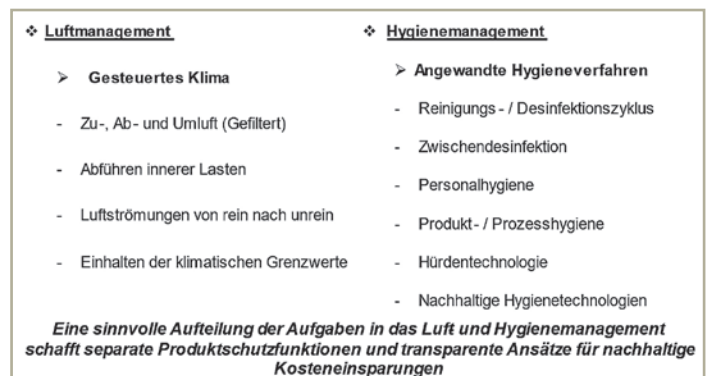 ❖ Luftmanagement
➢ Gesteuertes Klima
- Zu-, Ab- und Umluft (Gefiltert)
- Abführen innerer Lasten
- Luftströmungen von rein nach unrein
- Einhalten der klimatischen Grenzwerte
❖ Hygienemanagement
➢ Angewandte Hygieneverfahren
- Reinigungs- / Desinfektionszyklus
- Zwischendesinfektion
- Personalhygiene
- Produkt- / Prozesshygiene
- Hürdentechnologie
- Nachhaltige Hygienetechnologien
Eine sinnvolle Aufteilung der Aufgaben in das Luft und Hygienemanagement
schafft separate Produktschutzfunktionen und transparente Ansätze für nachhaltige
Kosteneinsparungen